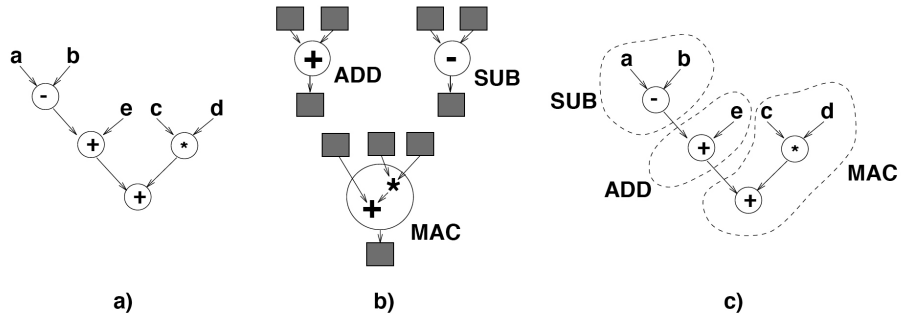 a b
-
e c d
+ *
+
a)
+ ADD
- SUB
*
+
MAC
b)
a b
SUB -
e c d
+ *
ADD + MAC
c)